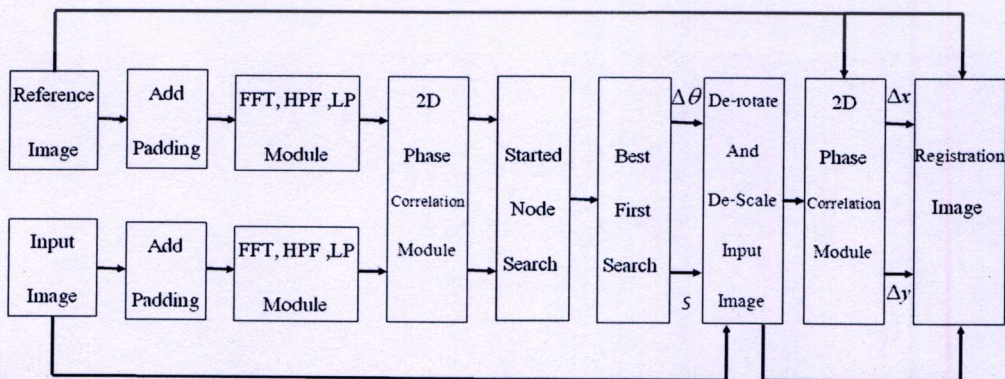 Reference
Image
Add
Padding
FFT, HPF ,LP
Module
Input
Image
Add
Padding
FFT, HPF ,LP
Module
2D
Phase
Correlation
Module
Started
Node
Search
Best
First
Search
Δθ
S
De-rotate
And
De-Scale
Input
Image
2D
Phase
Correlation
Module
Δx
Δy
Registration
Image